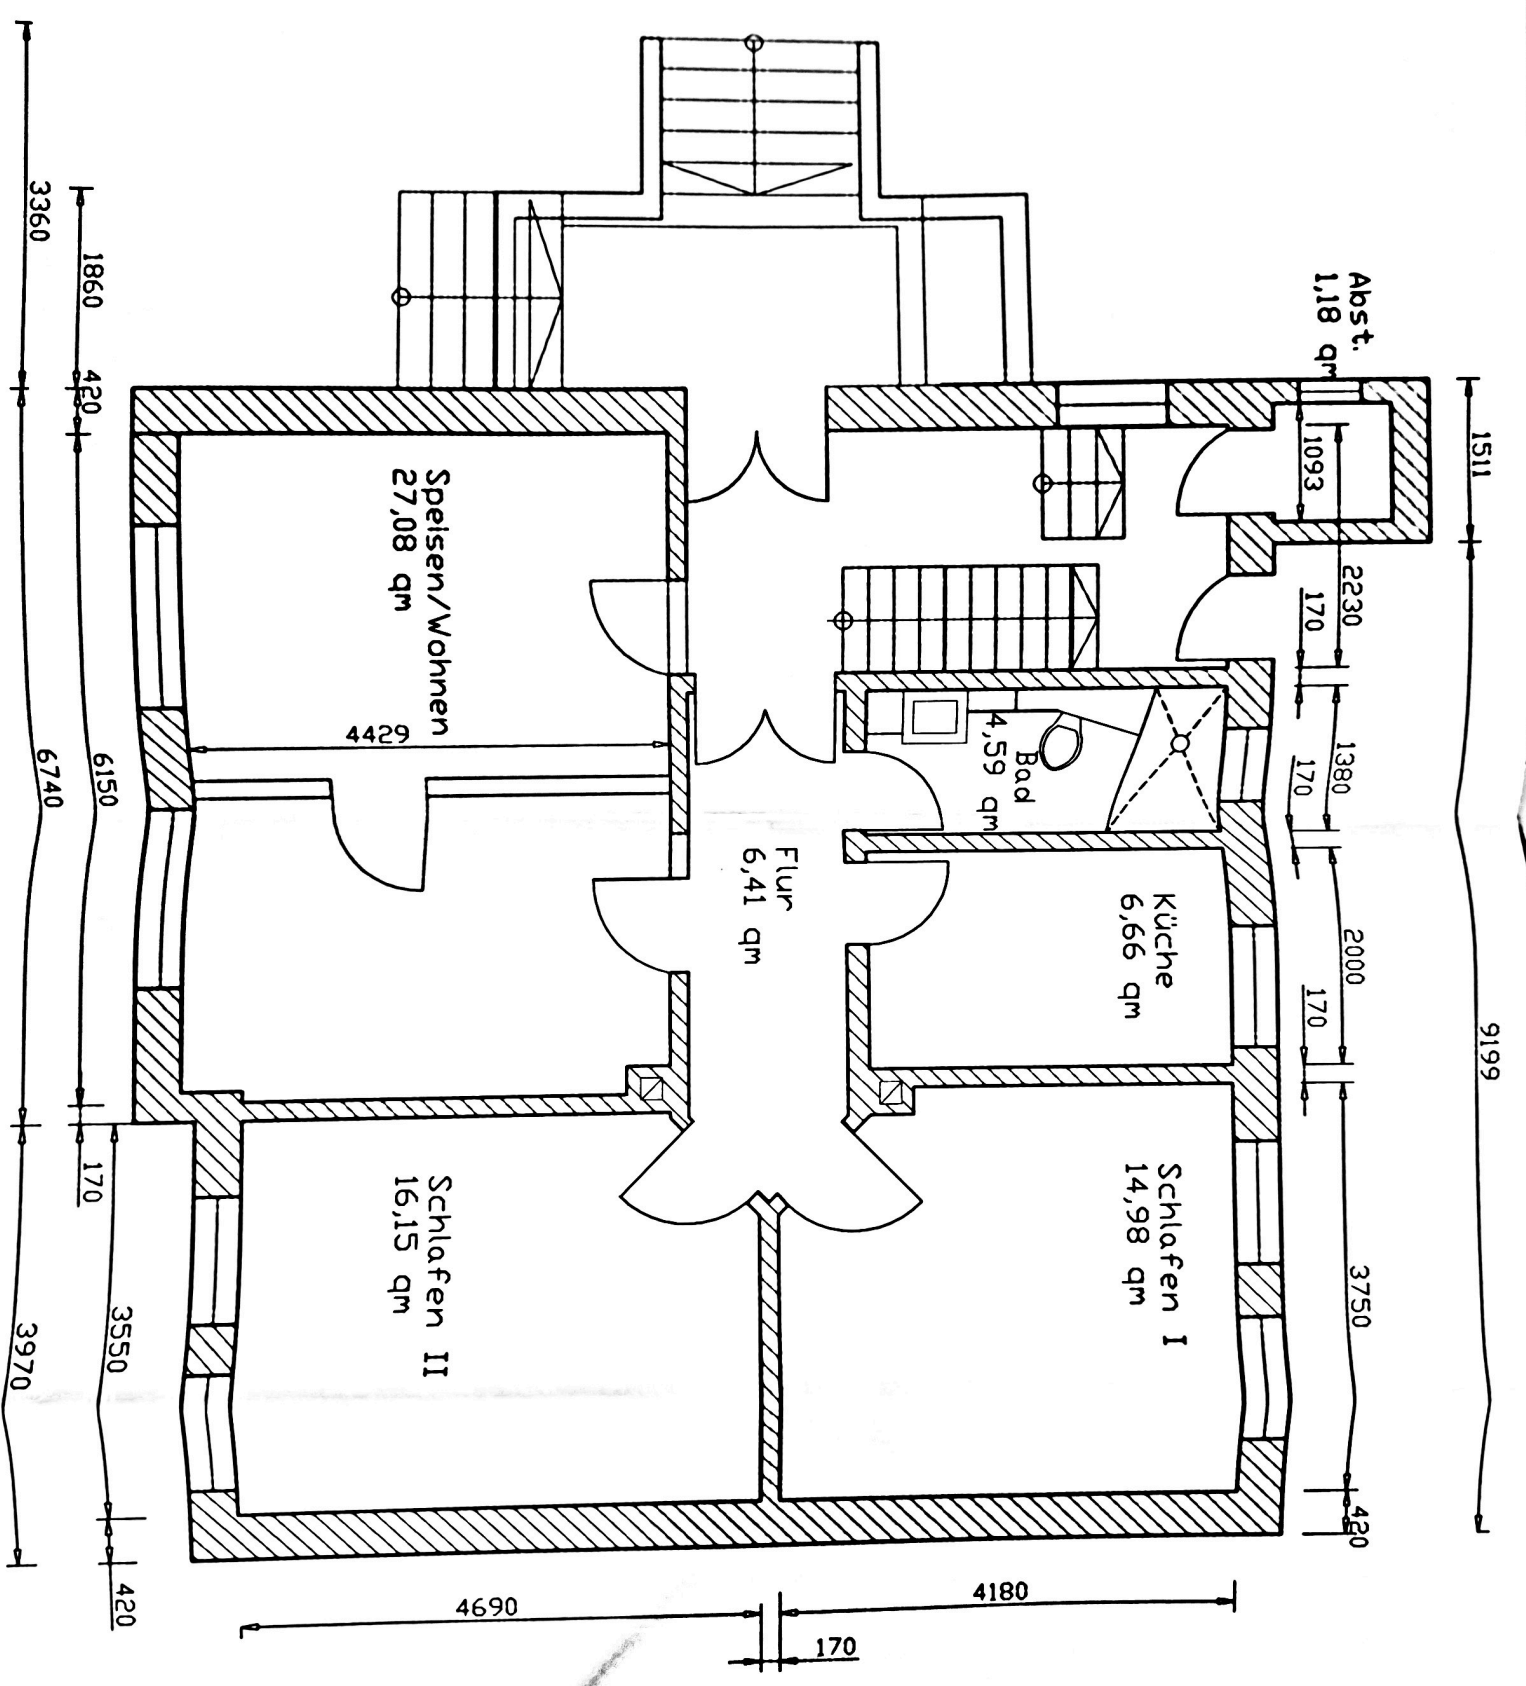 3360
1860
420
6740
6150
170
3550
3970
420
Abst.
1,18 qm
1511
1093
2230
170
1380
170
2000
170
9199
3750
420
Speisen/Wohnen
27,08 qm
4429
Bad
4,59 qm
Flur
6,41 qm
Küche
6,66 qm
Schlafen I
14,98 qm
Schlafen II
16,15 qm
4690
4180
170